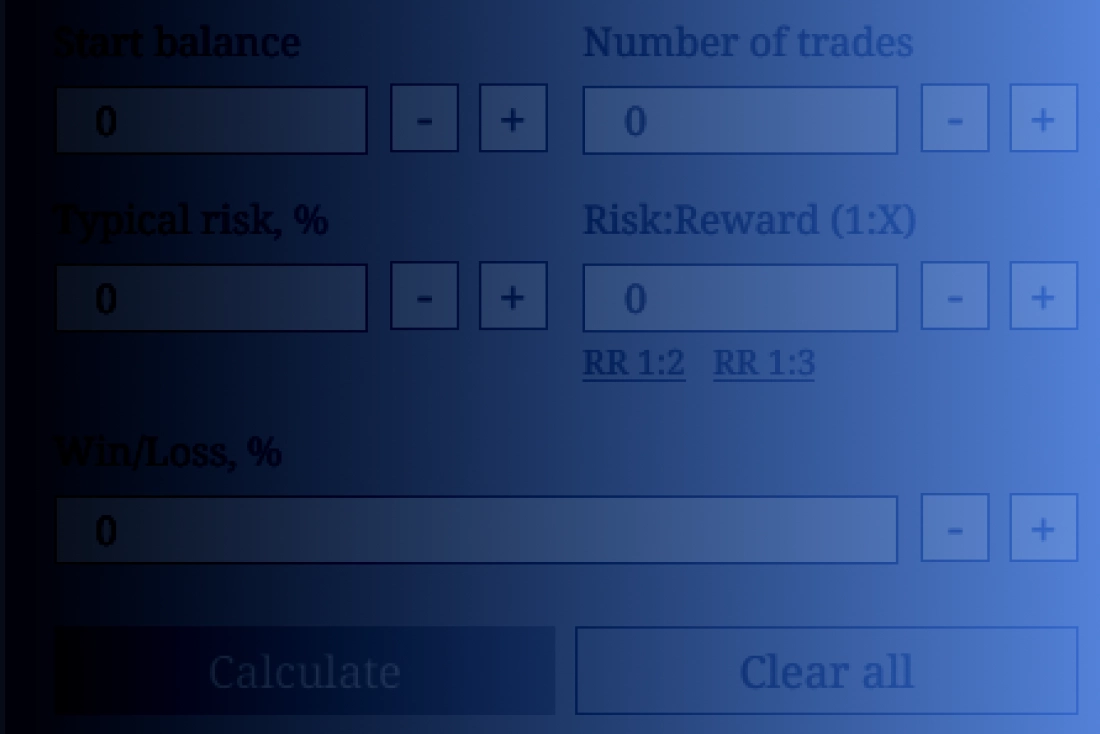 Start balance Number of trades
0 - + 0 - +
Typical risk, % Risk:Reward (1:X)
0 - + 0 - +
RR 1:2 RR 1:3
Win/Loss, %
0 - +
Calculate Clear all